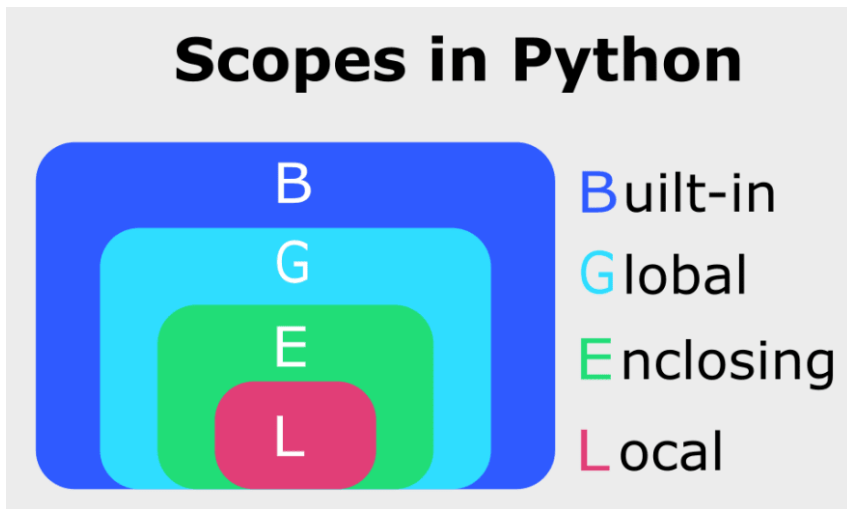 Scopes in Python
B
Built-in
G
Global
E
Enclosing
L
Local